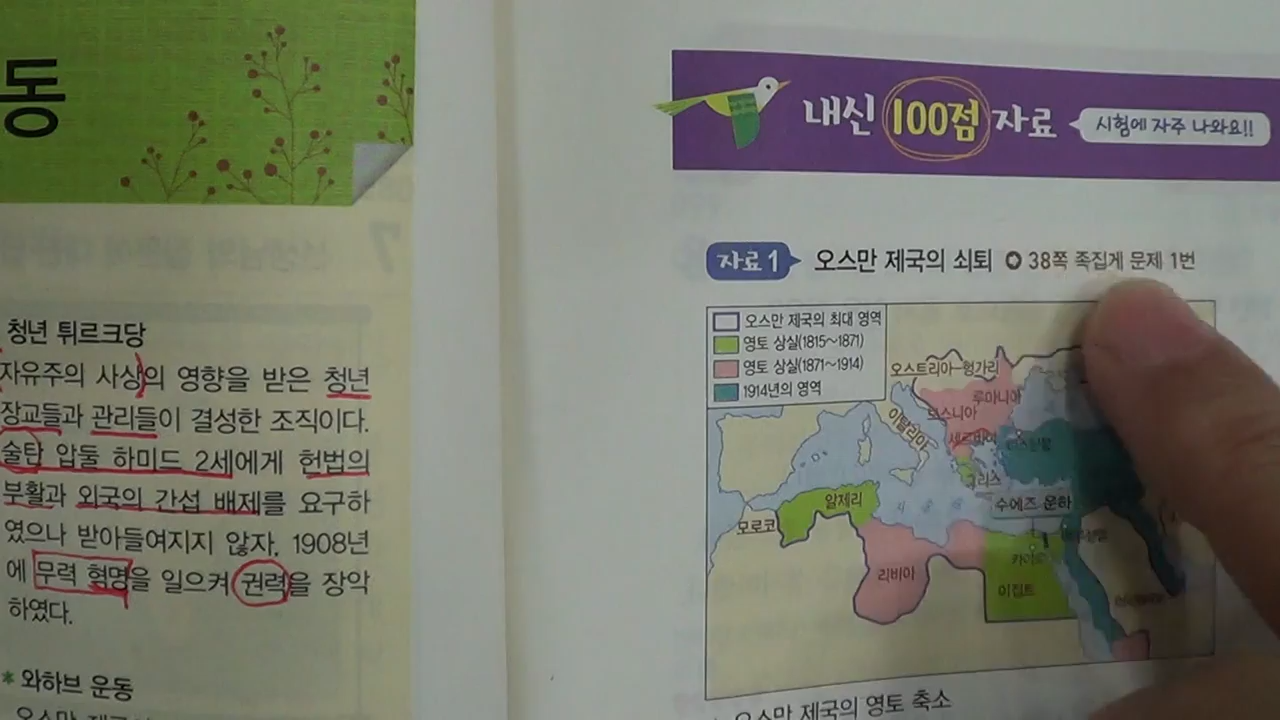 동
청년 튀르크당
자유주의 사상의 영향을 받은 청년
장교들과 관리들이 결성한 조직이다.
술탄 압둘 하미드 2세에게 헌법의
부활과 외국의 간섭 배제를 요구하
였으나 받아들여지지 않자, 1908년
에 무력 혁명을 일으켜 권력을 장악
하였다.
* 와하브 운동
내신 100점 자료
시험에 자주 나와요!!
자료 1 오스만 제국의 쇠퇴 38쪽 족집게 문제 1번
오스만 제국의 최대 영역
영토 상실(1815~1871)
영토 상실(1871~1914)
1914년의 영역
오스트리아-헝가리
루마니아
보스니아
이탈리아
세르비아
그리스
수에즈 운하
알제리
모로코
카이로
리비아
이집트
오스만 제국의 영토 축소